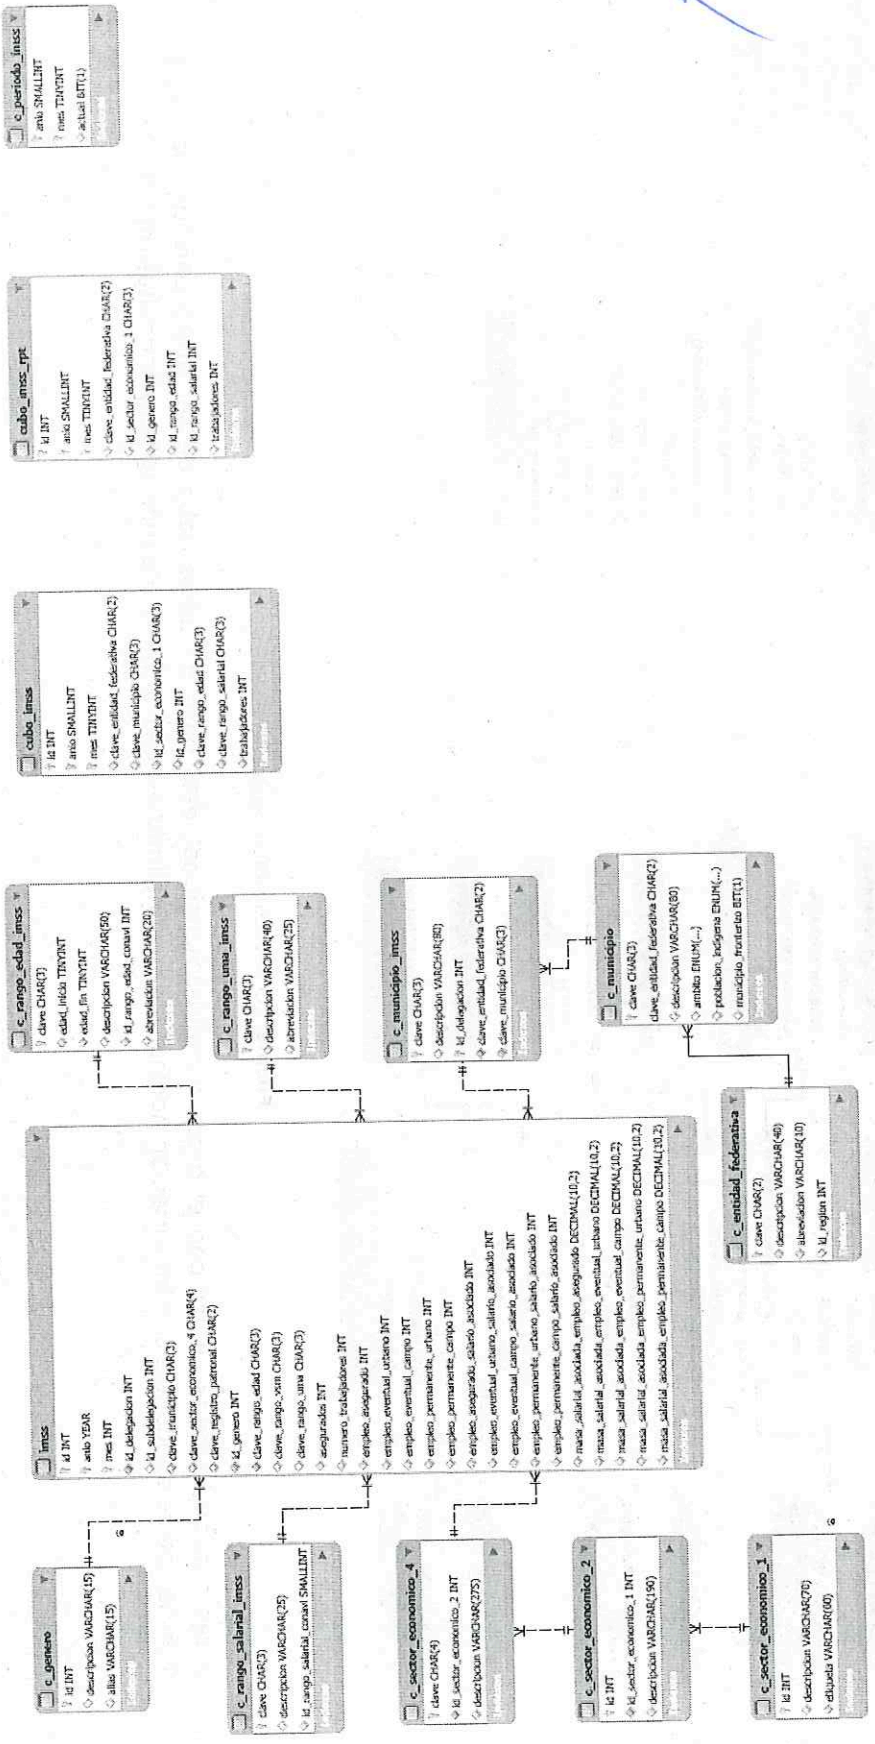 c_genero
id INT
descripcion VARCHAR(15)
alias VARCHAR(15)
c_rango_salarial_imss
clave CHAR(3)
descripcion VARCHAR(25)
id_rango_salarial_conavi SMALLINT
c_sector_economico_4
clave CHAR(4)
id_sector_economico_2 INT
descripcion VARCHAR(275)
c_sector_economico_2
id INT
id_sector_economico_1 INT
descripcion VARCHAR(190)
c_sector_economico_1
id INT
descripcion VARCHAR(70)
etiqueta VARCHAR(60)
imss
id INT
anio YEAR
mes INT
id_delegacion INT
id_subdelegacion INT
clave_municipio CHAR(3)
clave_sector_economico_4 CHAR(4)
clave_registro_patronal CHAR(2)
id_genero INT
clave_rango_edad CHAR(3)
clave_rango_vsm CHAR(3)
clave_rango_uma CHAR(3)
asegurados INT
numero_trabajadores INT
empleo_asegurado INT
empleo_eventual_urbano INT
empleo_eventual_campo INT
empleo_permanente_urbano INT
empleo_permanente_campo INT
empleo_asegurado_salario_asociado INT
empleo_eventual_urbano_salario_asociado INT
empleo_eventual_campo_salario_asociado INT
empleo_permanente_urbano_salario_asociado INT
empleo_permanente_campo_salario_asociado INT
masa_salarial_asociada_empleo_asegurado DECIMAL(10,2)
masa_salarial_asociada_empleo_eventual_urbano DECIMAL(10,2)
masa_salarial_asociada_empleo_eventual_campo DECIMAL(10,2)
masa_salarial_asociada_empleo_permanente_urbano DECIMAL(10,2)
masa_salarial_asociada_empleo_permanente_campo DECIMAL(10,2)
c_entidad_federativa
clave CHAR(2)
descripcion VARCHAR(40)
abreviacion VARCHAR(10)
id_region INT
c_rango_edad_imss
clave CHAR(3)
edad_inicio TINYINT
edad_fin TINYINT
descripcion VARCHAR(50)
id_rango_edad_conavi INT
abreviacion VARCHAR(20)
c_rango_uma_imss
clave CHAR(3)
descripcion VARCHAR(40)
abreviacion VARCHAR(25)
c_municipio_imss
clave CHAR(3)
descripcion VARCHAR(80)
id_delegacion INT
clave_entidad_federativa CHAR(2)
clave_municipio CHAR(3)
c_municipio
clave CHAR(3)
clave_entidad_federativa CHAR(2)
descripcion VARCHAR(80)
ambito ENUM(...)
poblacion_indigena ENUM(...)
municipio_fronterizo BIT(1)
cubo_imss
id INT
anio SMALLINT
mes TINYINT
clave_entidad_federativa CHAR(2)
clave_municipio CHAR(3)
id_sector_economico_1 CHAR(3)
id_genero INT
clave_rango_edad CHAR(3)
clave_rango_salarial CHAR(3)
trabajadores INT
cubo_imss_rpt
id INT
anio SMALLINT
mes TINYINT
clave_entidad_federativa CHAR(2)
id_sector_economico_1 CHAR(3)
id_genero INT
id_rango_edad INT
id_rango_salarial INT
trabajadores INT
c_periodo_imss
anio SMALLINT
mes TINYINT
actual BIT(1)